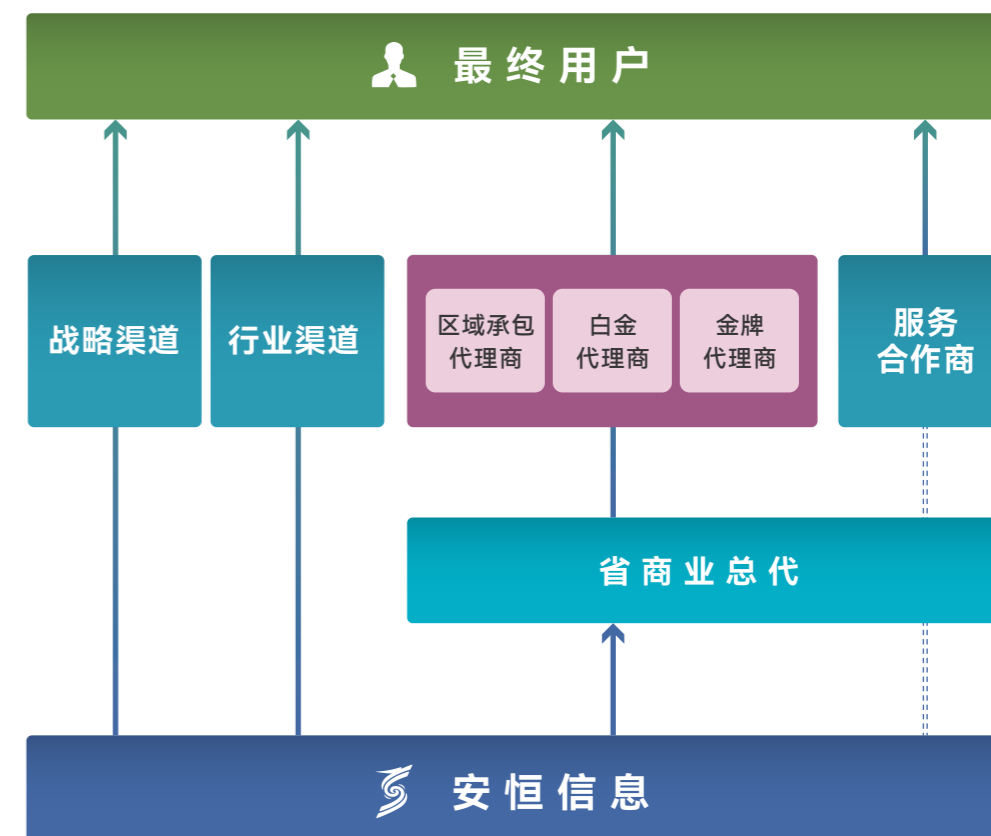 最终用户
战略渠道
行业渠道
区域承包
代理商
白金
代理商
金牌
代理商
服务
合作商
省商业总代
安恒信息